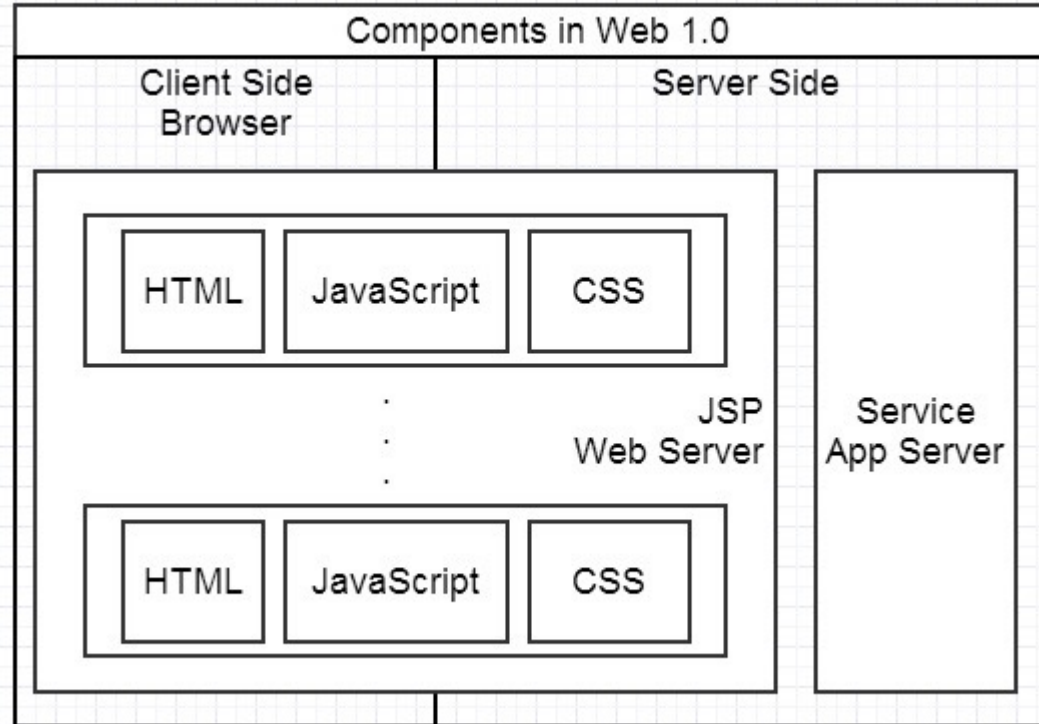 Components in Web 1.0
Client Side
Browser
Server Side
HTML
JavaScript
CSS
.
.
.
JSP
Web Server
Service
App Server
HTML
JavaScript
CSS